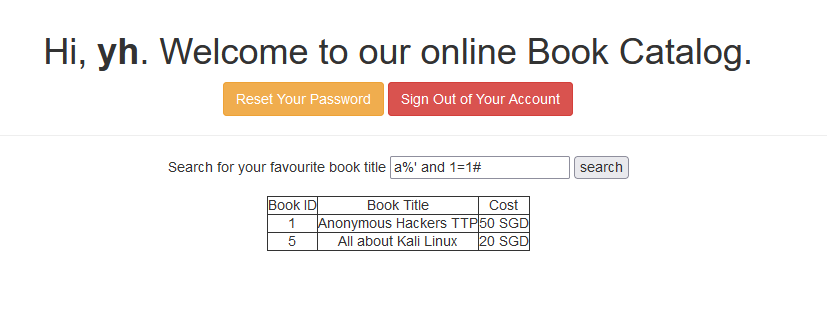 Hi, yh. Welcome to our online Book Catalog.
Reset Your Password Sign Out of Your Account
Search for your favourite book title a%' and 1=1# search
Book ID Book Title Cost
1 Anonymous Hackers TTP 50 SGD
5 All about Kali Linux 20 SGD